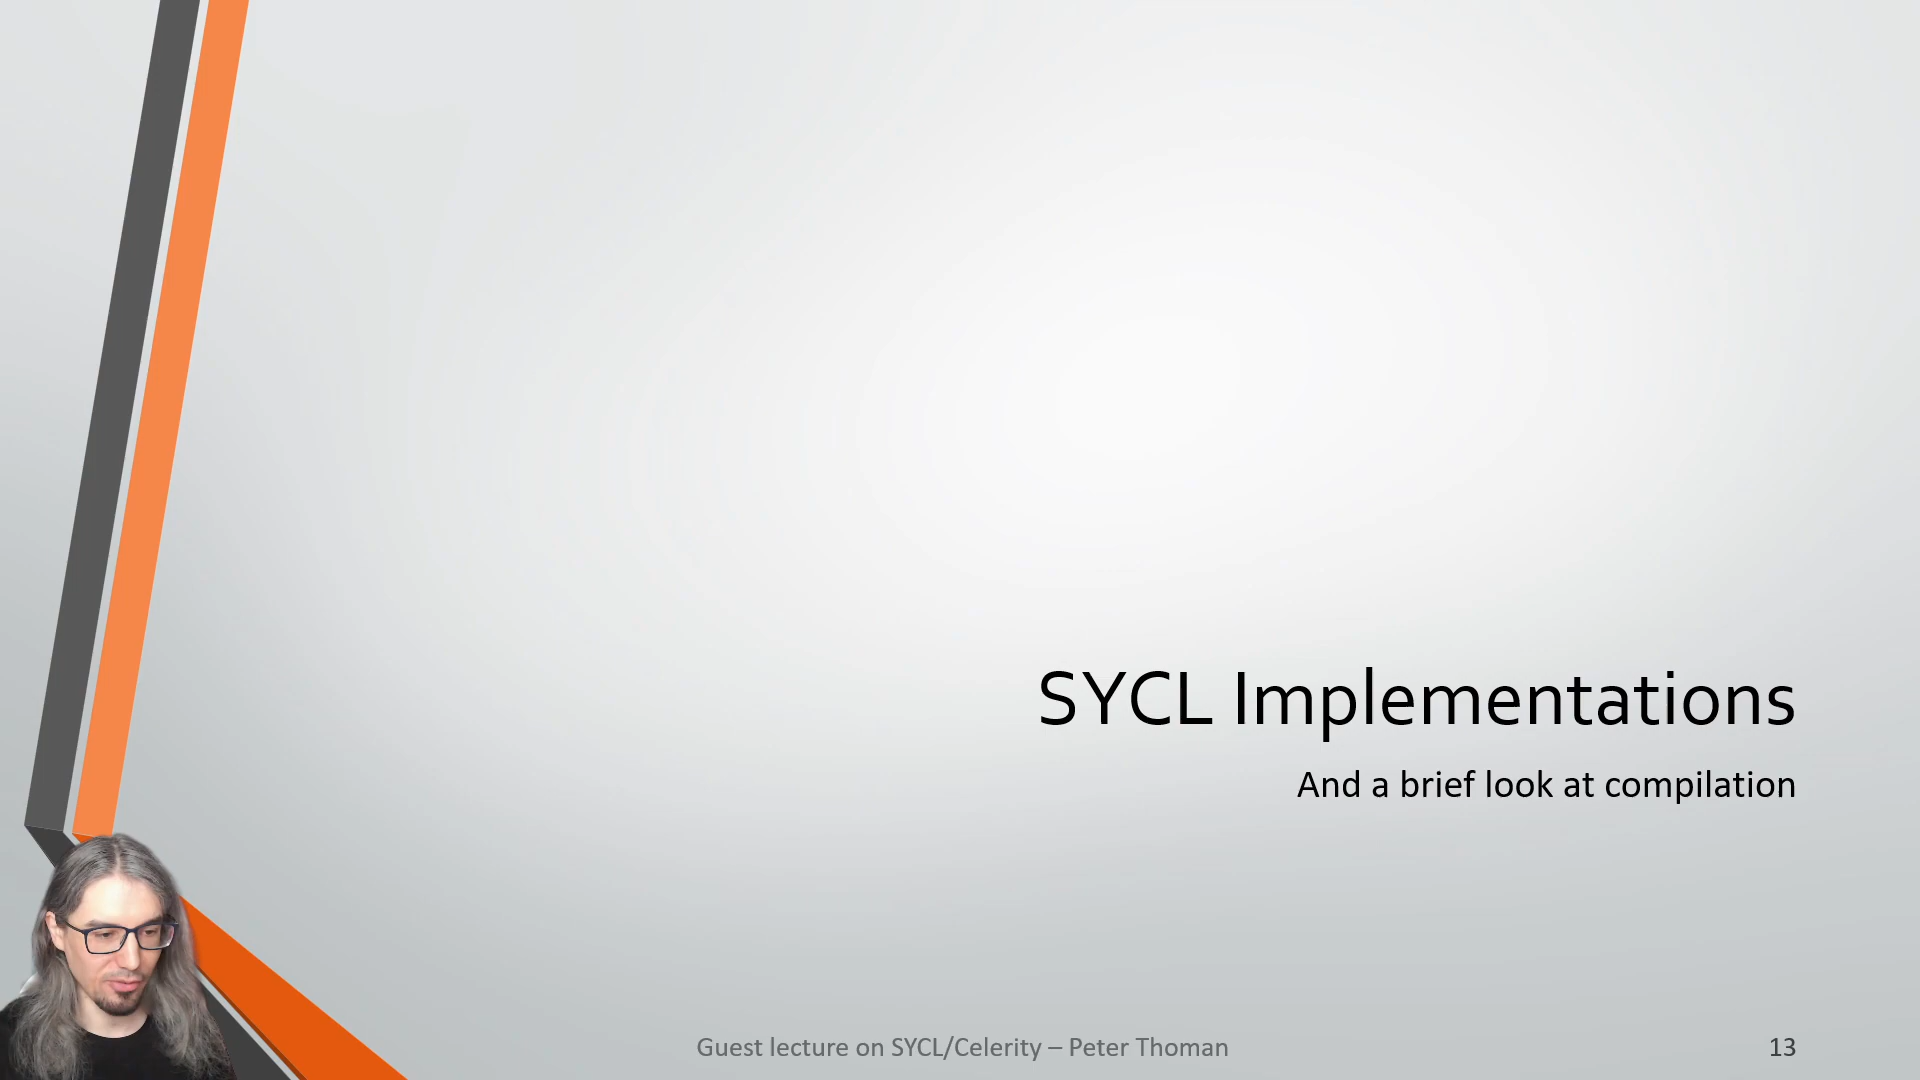 SYCL Implementations
And a brief look at compilation
Guest lecture on SYCL/Celerity – Peter Thoman
13